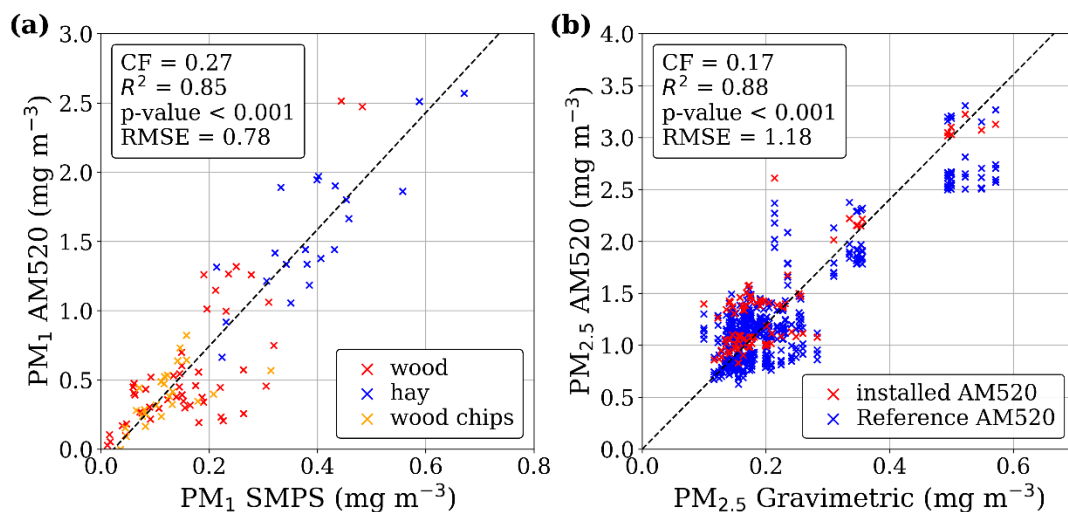 (a)
CF = 0.27
R² = 0.85
p-value < 0.001
RMSE = 0.78
PM₁ AM520 (mg m⁻³)
3.0
2.5
2.0
1.5
1.0
0.5
0.0
wood
hay
wood chips
0.0 0.2 0.4 0.6 0.8
PM₁ SMPS (mg m⁻³)
(b)
CF = 0.17
R² = 0.88
p-value < 0.001
RMSE = 1.18
PM₂.₅ AM520 (mg m⁻³)
4.0
3.5
3.0
2.5
2.0
1.5
1.0
0.5
0.0
installed AM520
Reference AM520
0.0 0.2 0.4 0.6
PM₂.₅ Gravimetric (mg m⁻³)